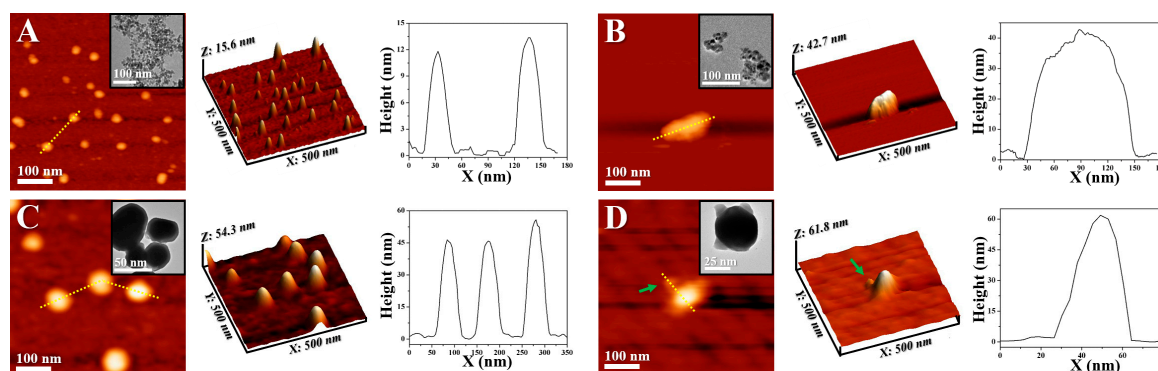 A
100 nm
100 nm
Z: 15.6 nm
Y: 500 nm
X: 500 nm
Height (nm)
15
12
9
6
3
0
0 30 60 90 120 150 180
X (nm)
B
100 nm
100 nm
Z: 42.7 nm
Y: 500 nm
X: 500 nm
Height (nm)
40
30
20
10
0
0 30 60 90 120 150
X (nm)
C
50 nm
100 nm
Z: 54.3 nm
Y: 500 nm
X: 500 nm
Height (nm)
60
45
30
15
0
0 50 100 150 200 250 300 350
X (nm)
D
25 nm
100 nm
Z: 61.8 nm
Y: 500 nm
X: 500 nm
Height (nm)
60
45
30
15
0
0 20 40 60
X (nm)